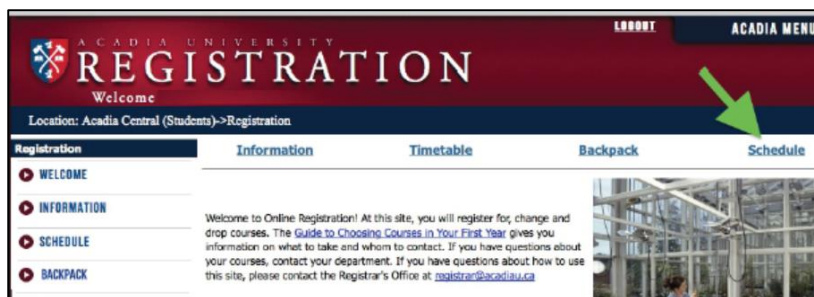 LOGOUT
ACADIA MENU
ACADIA UNIVERSITY
REGISTRATION
Welcome
Location: Acadia Central (Students)->Registration
Registration
Information
Timetable
Backpack
Schedule
WELCOME
INFORMATION
SCHEDULE
BACKPACK
Welcome to Online Registration! At this site, you will register for, change and
drop courses. The Guide to Choosing Courses in Your First Year gives you
information on what to take and whom to contact. If you have questions about
your courses, contact your department. If you have questions about how to use
this site, please contact the Registrar's Office at registrar@acadiau.ca